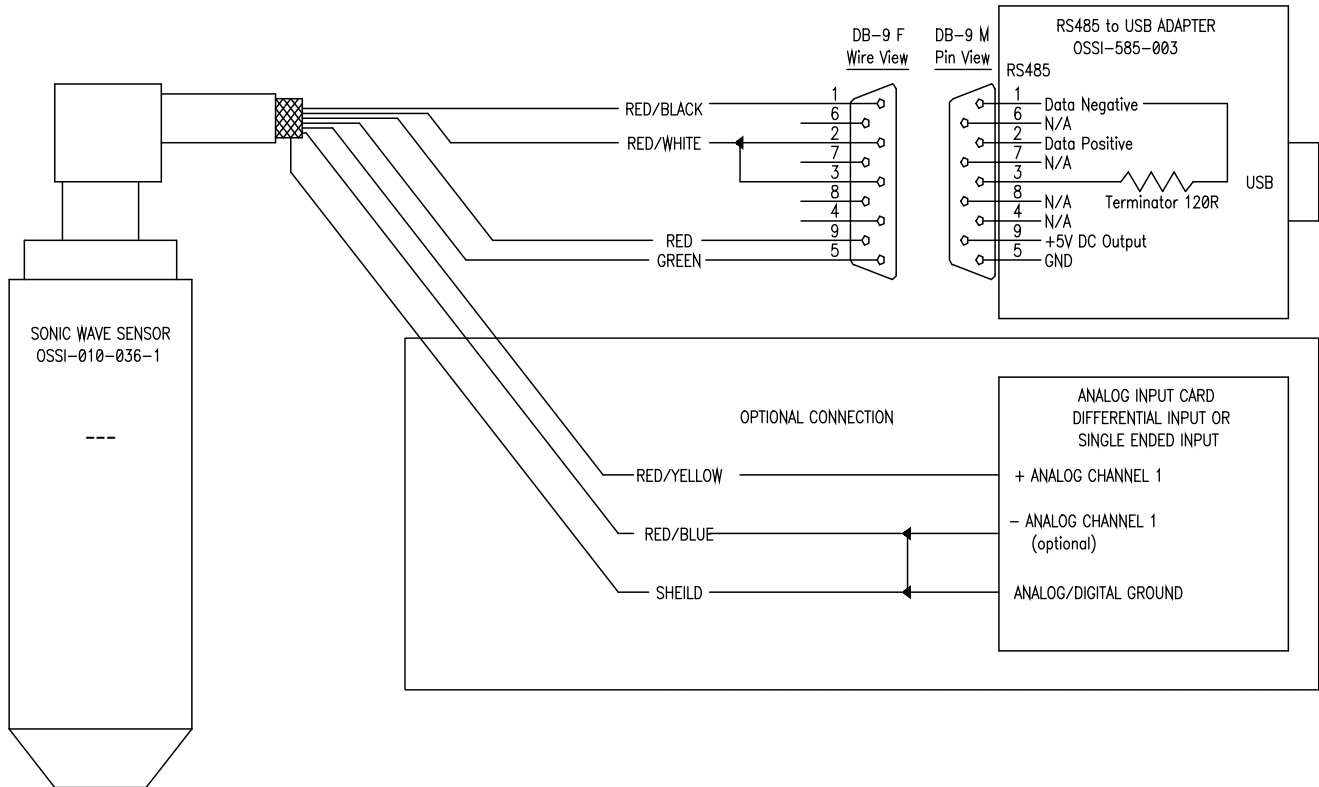 DB-9 F
Wire View
DB-9 M
Pin View
RS485 to USB ADAPTER
OSSI-585-003
RS485
RED/BLACK
RED/WHITE
RED
GREEN
1
6
2
7
3
8
4
9
5
1 Data Negative
6 N/A
2 Data Positive
7 N/A
3
Terminator 120R
8 N/A
4 N/A
9 +5V DC Output
5 GND
USB
SONIC WAVE SENSOR
OSSI-010-036-1
---
OPTIONAL CONNECTION
ANALOG INPUT CARD
DIFFERENTIAL INPUT OR
SINGLE ENDED INPUT
RED/YELLOW
+ ANALOG CHANNEL 1
RED/BLUE
- ANALOG CHANNEL 1
(optional)
SHEILD
ANALOG/DIGITAL GROUND